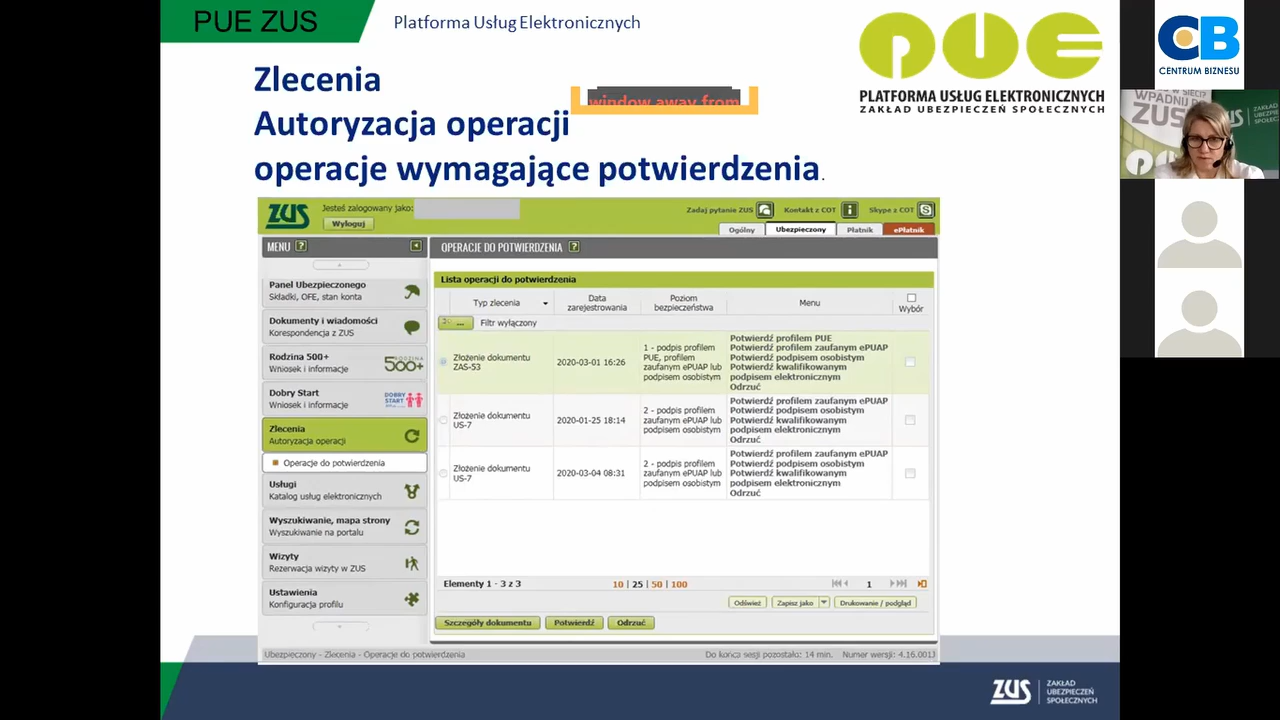 PUE ZUS
Platforma Usług Elektronicznych
PUE
PLATFORMA USŁUG ELEKTRONICZNYCH
ZAKŁAD UBEZPIECZEŃ SPOŁECZNYCH
CB
CENTRUM BIZNESU
WPADNIJ DO
ZUS
Zlecenia
window away from
Autoryzacja operacji
operacje wymagające potwierdzenia.
ZUS
Jesteś zalogowany jako:
Wyloguj
Zadaj pytanie ZUS
Kontakt z COT
Skype z COT
Ogólny
Ubezpieczony
Płatnik
ePłatnik
MENU ?
OPERACJE DO POTWIERDZENIA ?
Panel Ubezpieczonego
Składki, OFE, stan konta
Dokumenty i wiadomości
Korespondencja z ZUS
Rodzina 500+
Wniosek i informacje
RODZINA
500+
Dobry Start
Wniosek i informacje
DOBRY
START
Zlecenia
Autoryzacja operacji
Operacje do potwierdzenia
Usługi
Katalog usług elektronicznych
Wyszukiwanie, mapa strony
Wyszukiwanie na portalu
Wizyty
Rezerwacja wizyty w ZUS
Ustawienia
Konfiguracja profilu
Lista operacji do potwierdzenia
Typ zlecenia
Data
zarejestrowania
Poziom
bezpieczeństwa
Menu
Wybór
... Filtr wyłączony
Złożenie dokumentu
ZAS-53
2020-03-01 16:26
1 - podpis profilem
PUE, profilem
zaufanym ePUAP lub
podpisem osobistym
Potwierdź profilem PUE
Potwierdź profilem zaufanym ePUAP
Potwierdź podpisem osobistym
Potwierdź kwalifikowanym
podpisem elektronicznym
Odrzuć
Złożenie dokumentu
US-7
2020-01-25 18:14
2 - podpis profilem
zaufanym ePUAP lub
podpisem osobistym
Potwierdź profilem zaufanym ePUAP
Potwierdź podpisem osobistym
Potwierdź kwalifikowanym
podpisem elektronicznym
Odrzuć
Złożenie dokumentu
US-7
2020-03-04 08:31
2 - podpis profilem
zaufanym ePUAP lub
podpisem osobistym
Potwierdź profilem zaufanym ePUAP
Potwierdź podpisem osobistym
Potwierdź kwalifikowanym
podpisem elektronicznym
Odrzuć
Elementy 1 - 3 z 3
10 | 25 | 50 | 100
1
Odśwież
Zapisz jako
Drukowanie / podgląd
Szczegóły dokumentu
Potwierdź
Odrzuć
Ubezpieczony - Zlecenia - Operacje do potwierdzenia
Do końca sesji pozostało: 14 min.
Numer wersji: 4.16.001J
ZUS
ZAKŁAD
UBEZPIECZEŃ
SPOŁECZNYCH